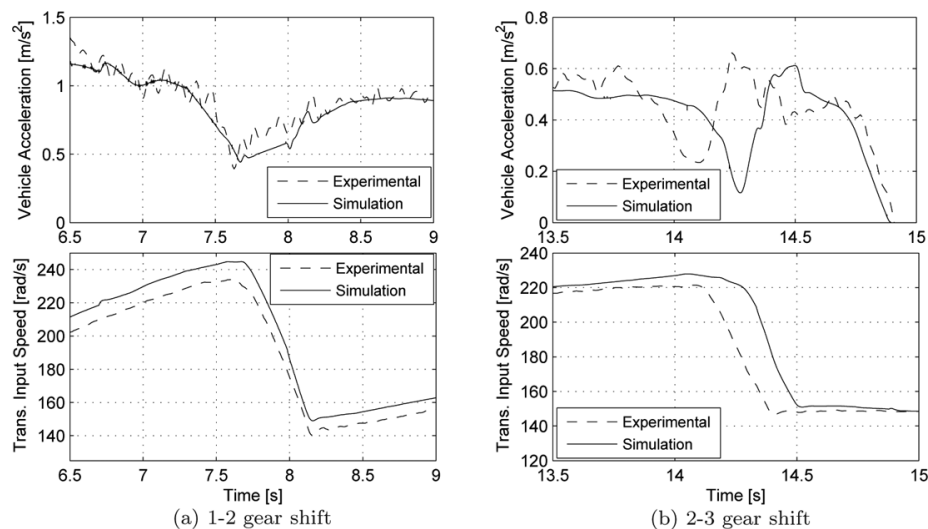 1.5
1
0.5
0
Vehicle Acceleration [m/s²]
Experimental
Simulation
6.5 7 7.5 8 8.5 9
240
220
200
180
160
140
Trans. Input Speed [rad/s]
Experimental
Simulation
6.5 7 7.5 8 8.5 9
Time [s]
(a) 1-2 gear shift
0.8
0.6
0.4
0.2
0
Vehicle Acceleration [m/s²]
Experimental
Simulation
13.5 14 14.5 15
240
220
200
180
160
140
120
Trans. Input Speed [rad/s]
Experimental
Simulation
13.5 14 14.5 15
Time [s]
(b) 2-3 gear shift